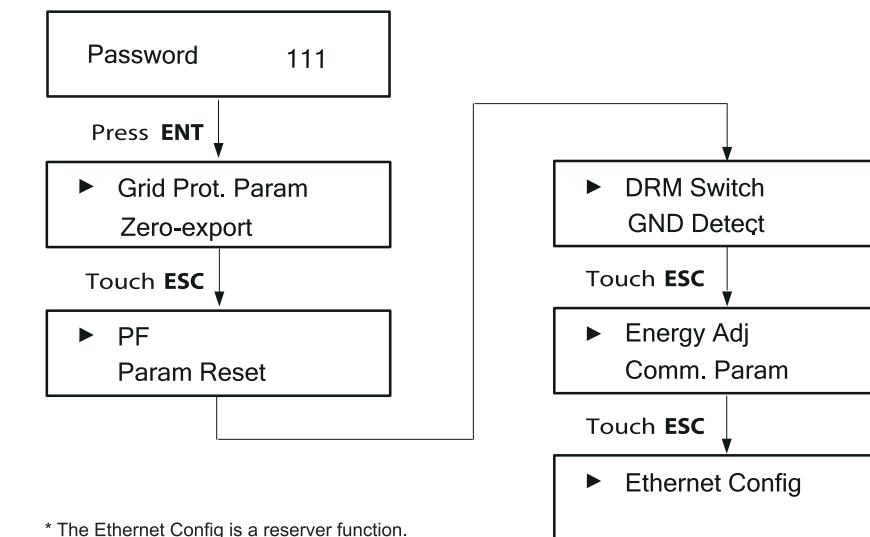 Password 111
Press ENT
► Grid Prot. Param
Zero-export
Touch ESC
► PF
Param Reset
► DRM Switch
GND Detect
Touch ESC
► Energy Adj
Comm. Param
Touch ESC
► Ethernet Config
* The Ethernet Config is a reserver function.